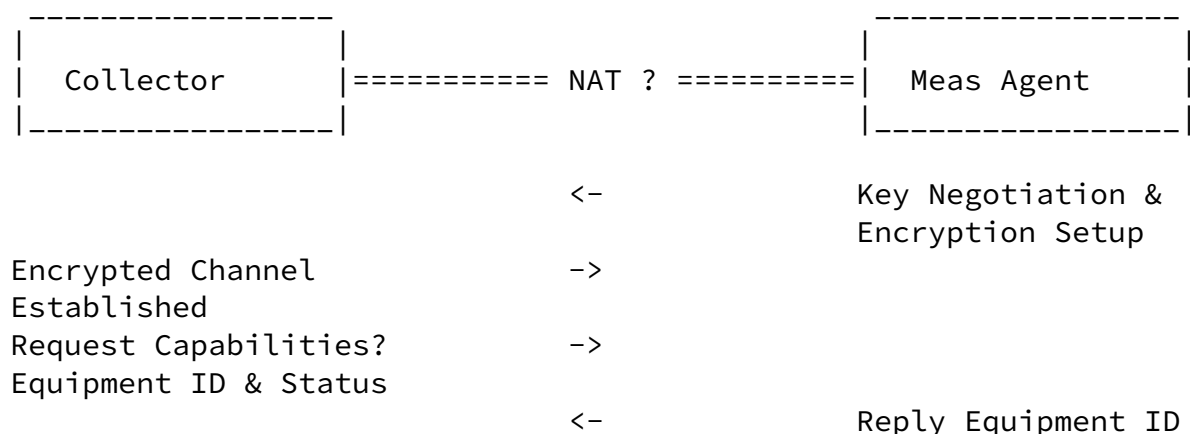 Collector =========== NAT ? ========== Meas Agent
<- Key Negotiation &
Encryption Setup
Encrypted Channel ->
Established
Request Capabilities? ->
Equipment ID & Status
<- Reply Equipment ID